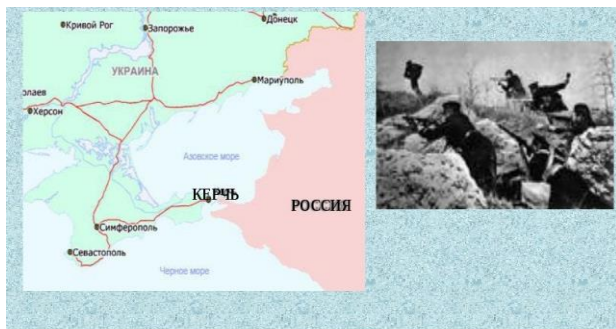 Кривой Рог
Запорожье
Донецк
УКРАИНА
Мариуполь
олаев
Херсон
Азовское море
КЕРЧЬ
РОССИЯ
Симферополь
Севастополь
Черное море